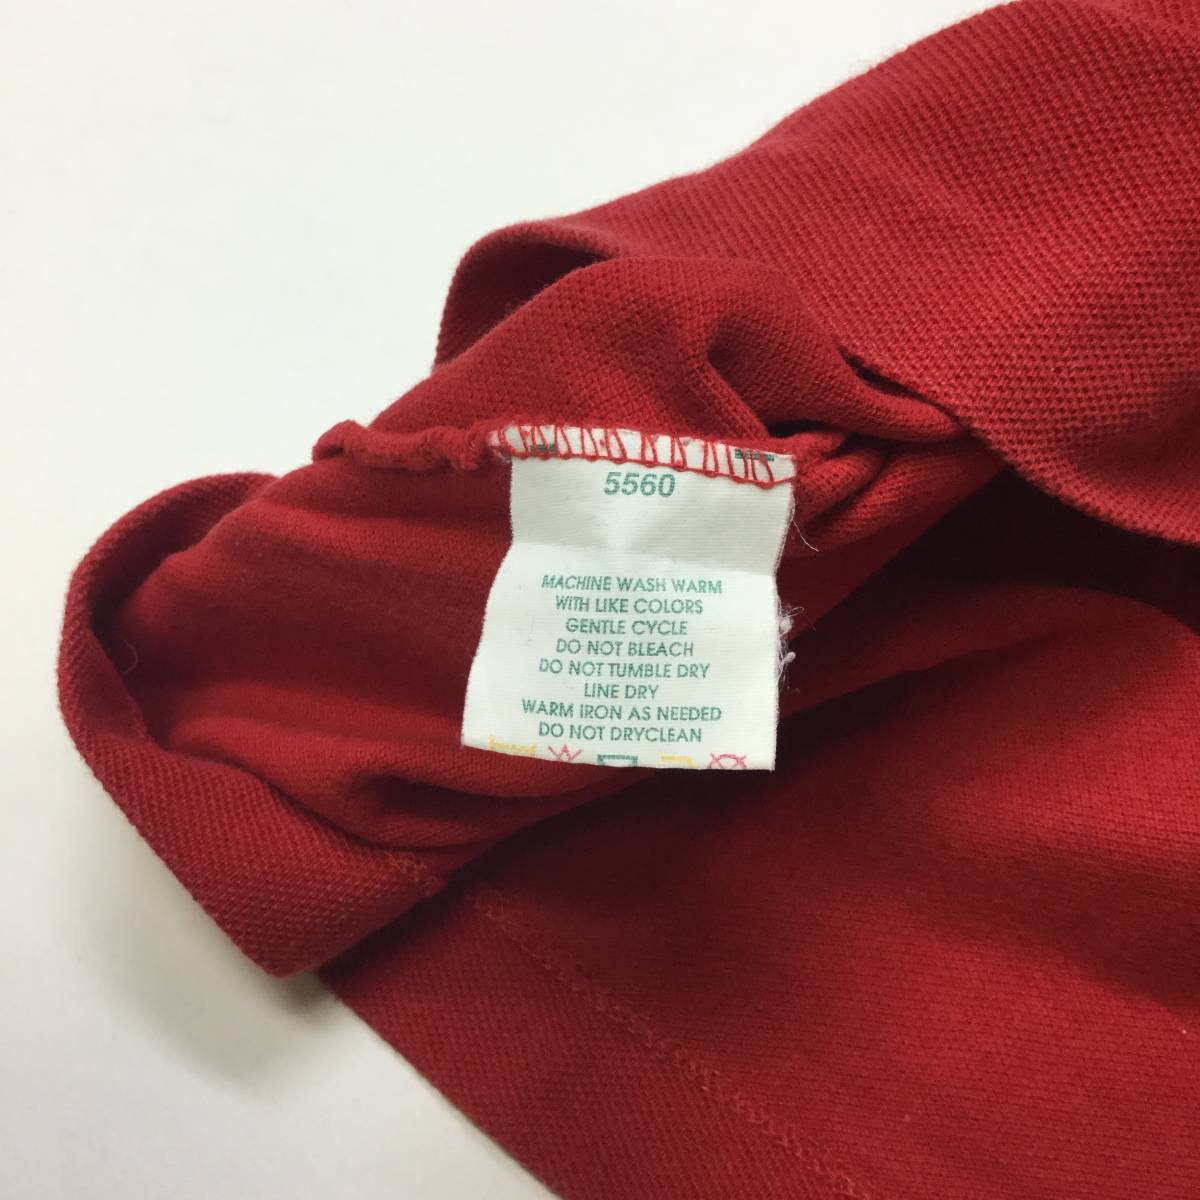 5560
MACHINE WASH WARM
WITH LIKE COLORS
GENTLE CYCLE
DO NOT BLEACH
DO NOT TUMBLE DRY
LINE DRY
WARM IRON AS NEEDED
DO NOT DRYCLEAN